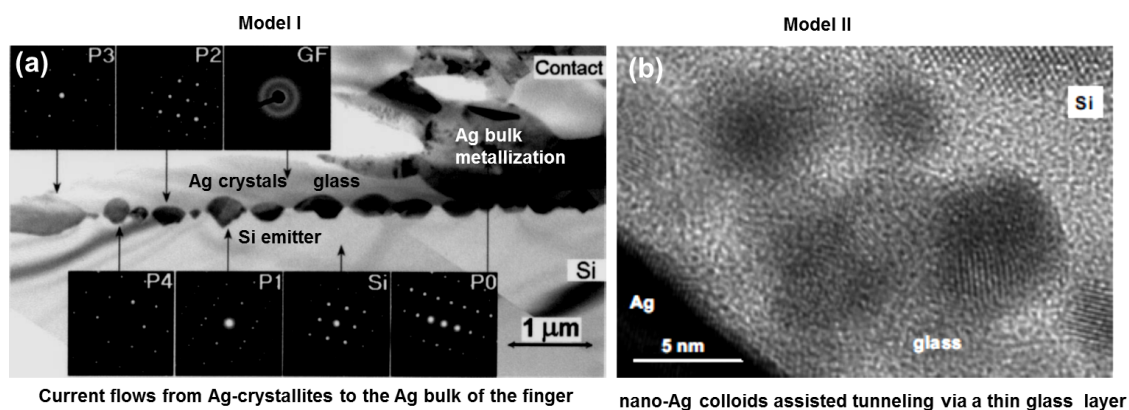 Model I
Model II
(a)
P3
P2
GF
Contact
Ag bulk
metallization
Ag crystals
glass
Si emitter
Si
P4
P1
Si
P0
1 μm
(b)
Si
Ag
5 nm
glass
Current flows from Ag-crystallites to the Ag bulk of the finger
nano-Ag colloids assisted tunneling via a thin glass layer